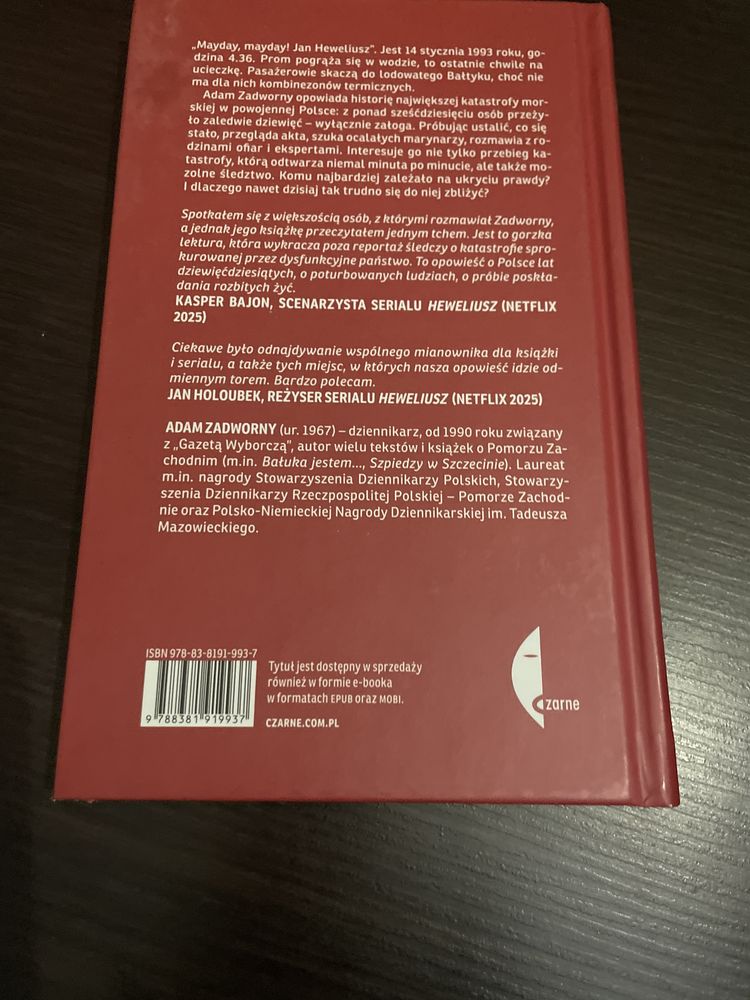 „Mayday, mayday! Jan Heweliusz”. Jest 14 stycznia 1993 roku, go-
dzina 4.36. Prom pogrąża się w wodzie, to ostatnie chwile na
ucieczkę. Pasażerowie skaczą do lodowatego Bałtyku, choć nie
ma dla nich kombinezonów termicznych.
Adam Zadworny opowiada historię największej katastrofy mor-
skiej w powojennej Polsce: z ponad sześćdziesięciu osób przeży-
ło zaledwie dziewięć – wyłącznie załoga. Próbując ustalić, co się
stało, przegląda akta, szuka ocalałych marynarzy, rozmawia z ro-
dzinami ofiar i ekspertami. Interesuje go nie tylko przebieg ka-
tastrofy, którą odtwarza niemal minuta po minucie, ale także mo-
zolne śledztwo. Komu najbardziej zależało na ukryciu prawdy?
I dlaczego nawet dzisiaj tak trudno się do niej zbliżyć?
Spotkałem się z większością osób, z którymi rozmawiał Zadworny,
a jednak jego książkę przeczytałem jednym tchem. Jest to gorzka
lektura, która wykracza poza reportaż śledczy o katastrofie spro-
kurowanej przez dysfunkcyjne państwo. To opowieść o Polsce lat
dziewięćdziesiątych, o poturbowanych ludziach, o próbie poskła-
dania rozbitych żyć.
KASPER BAJON, SCENARZYSTA SERIALU HEWELIUSZ (NETFLIX
2025)
Ciekawe było odnajdywanie wspólnego mianownika dla książki
i serialu, a także tych miejsc, w których nasza opowieść idzie od-
miennym torem. Bardzo polecam.
JAN HOLOUBEK, REŻYSER SERIALU HEWELIUSZ (NETFLIX 2025)
ADAM ZADWORNY (ur. 1967) – dziennikarz, od 1990 roku związany
z „Gazetą Wyborczą”, autor wielu tekstów i książek o Pomorzu Za-
chodnim (m.in. Bałuka jestem..., Szpiedzy w Szczecinie). Laureat
m.in. nagrody Stowarzyszenia Dziennikarzy Polskich, Stowarzy-
szenia Dziennikarzy Rzeczpospolitej Polskiej – Pomorze Zachod-
nie oraz Polsko-Niemieckiej Nagrody Dziennikarskiej im. Tadeusza
Mazowieckiego.
ISBN 978-83-8191-993-7
9 788381 919937
Tytuł jest dostępny w sprzedaży
również w formie e-booka
w formatach EPUB oraz MOBI.
CZARNE.COM.PL
czarne